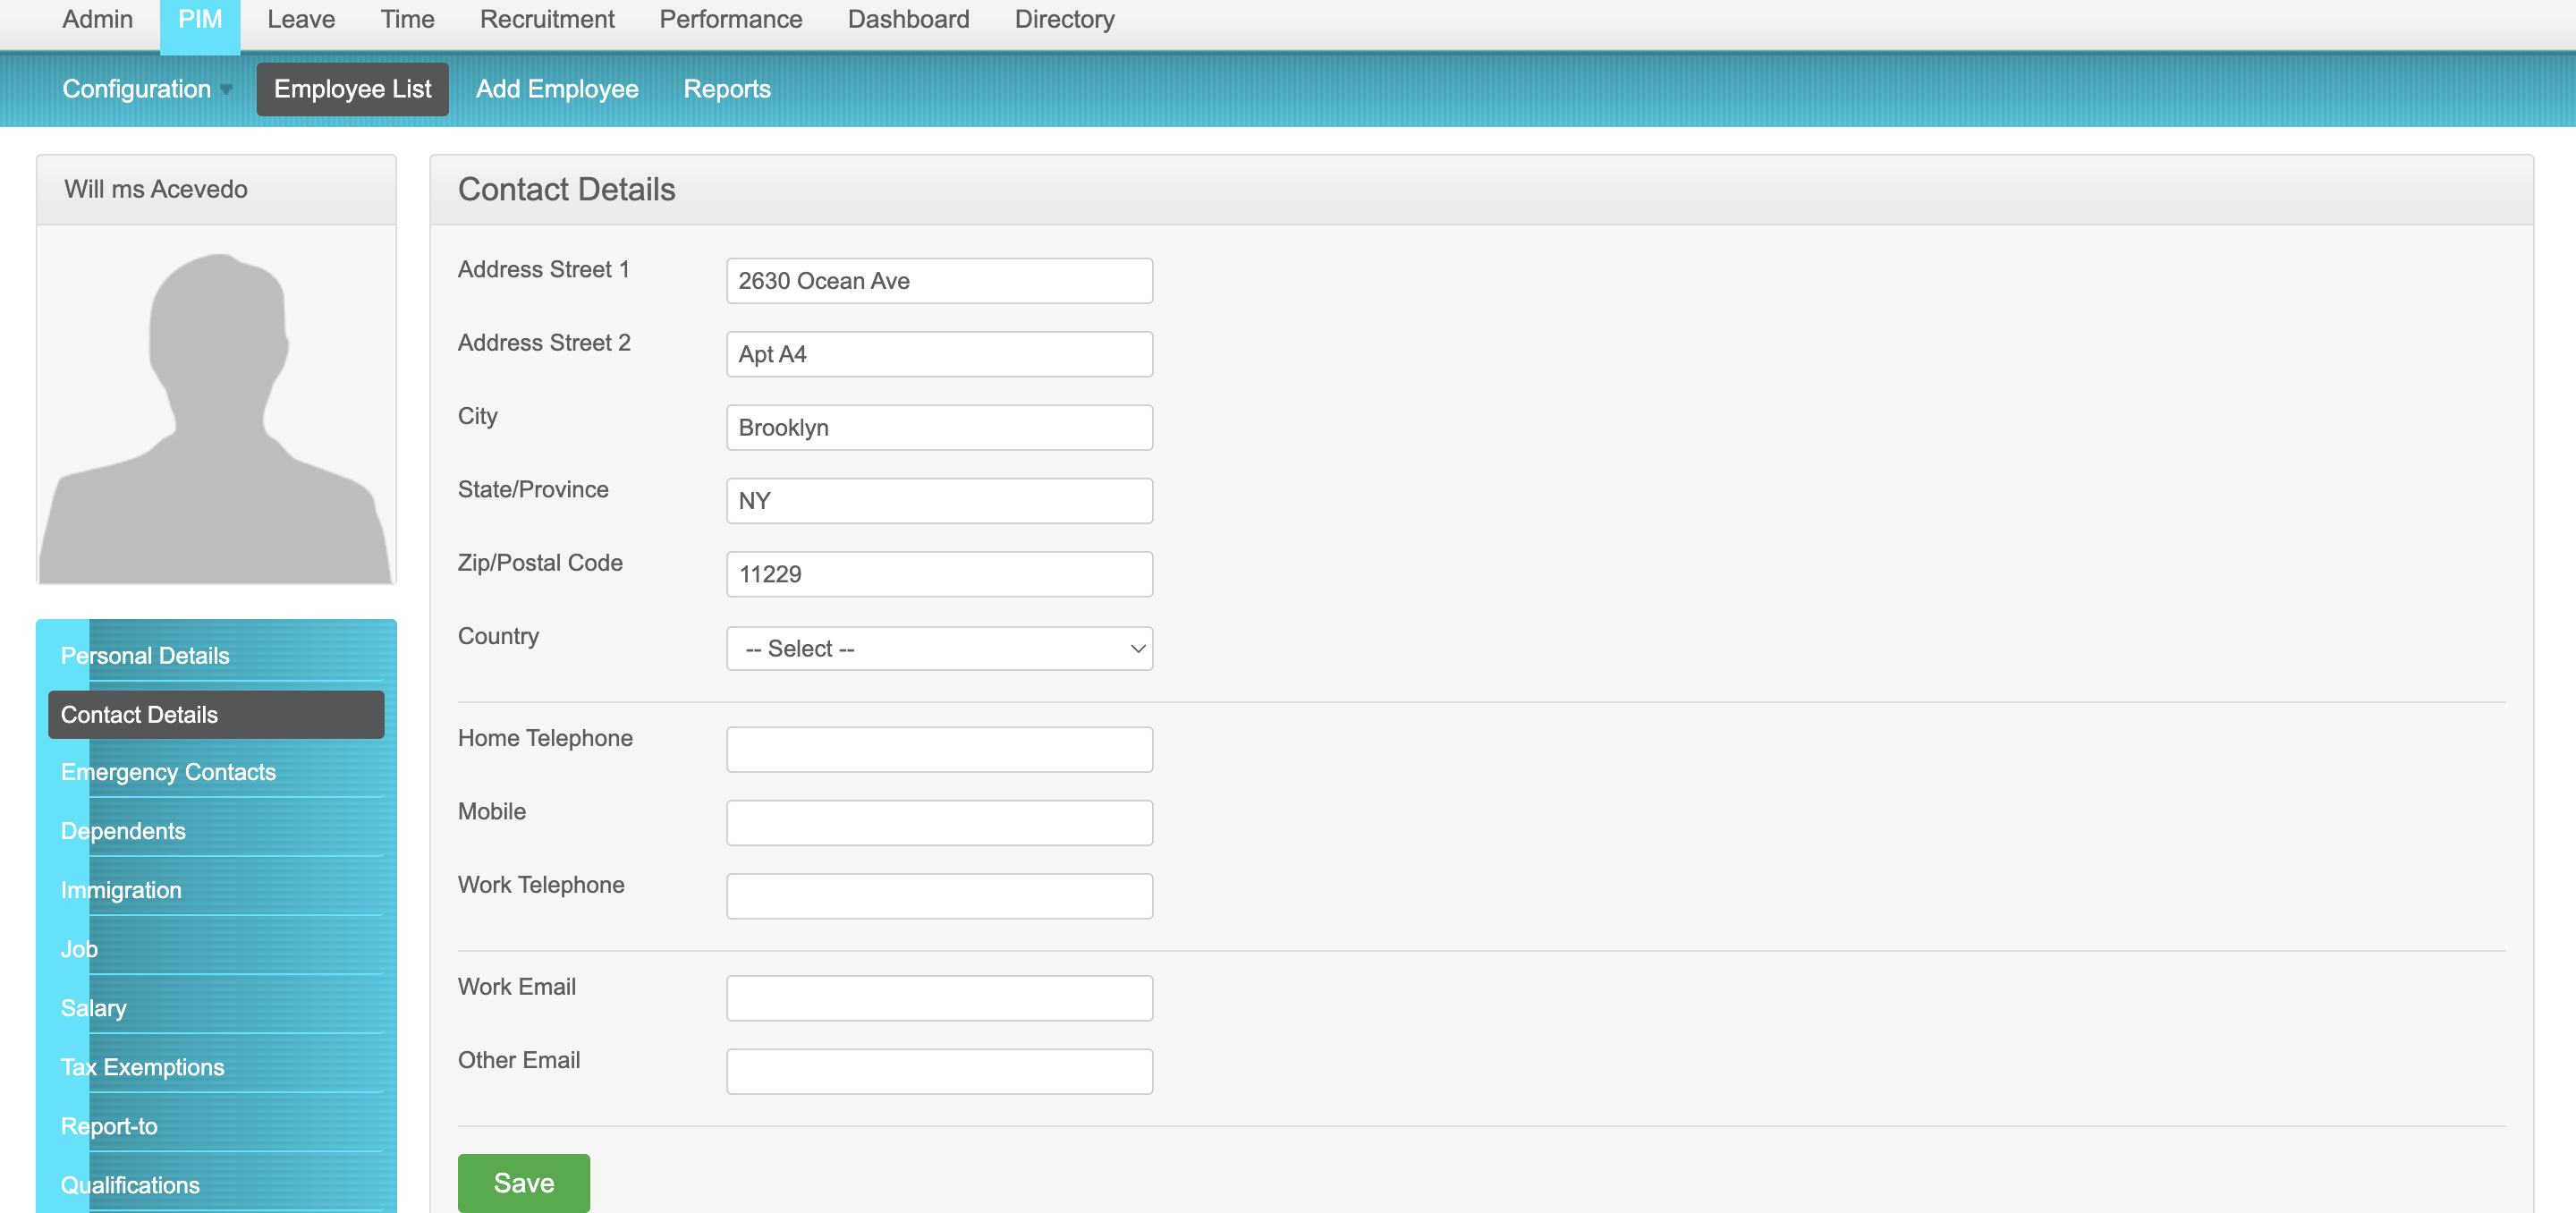 Admin PIM Leave Time Recruitment Performance Dashboard Directory
Configuration Employee List Add Employee Reports
Will ms Acevedo
Personal Details
Contact Details
Emergency Contacts
Dependents
Immigration
Job
Salary
Tax Exemptions
Report-to
Qualifications
Contact Details
Address Street 1 2630 Ocean Ave
Address Street 2 Apt A4
City Brooklyn
State/Province NY
Zip/Postal Code 11229
Country -- Select --
Home Telephone
Mobile
Work Telephone
Work Email
Other Email
Save